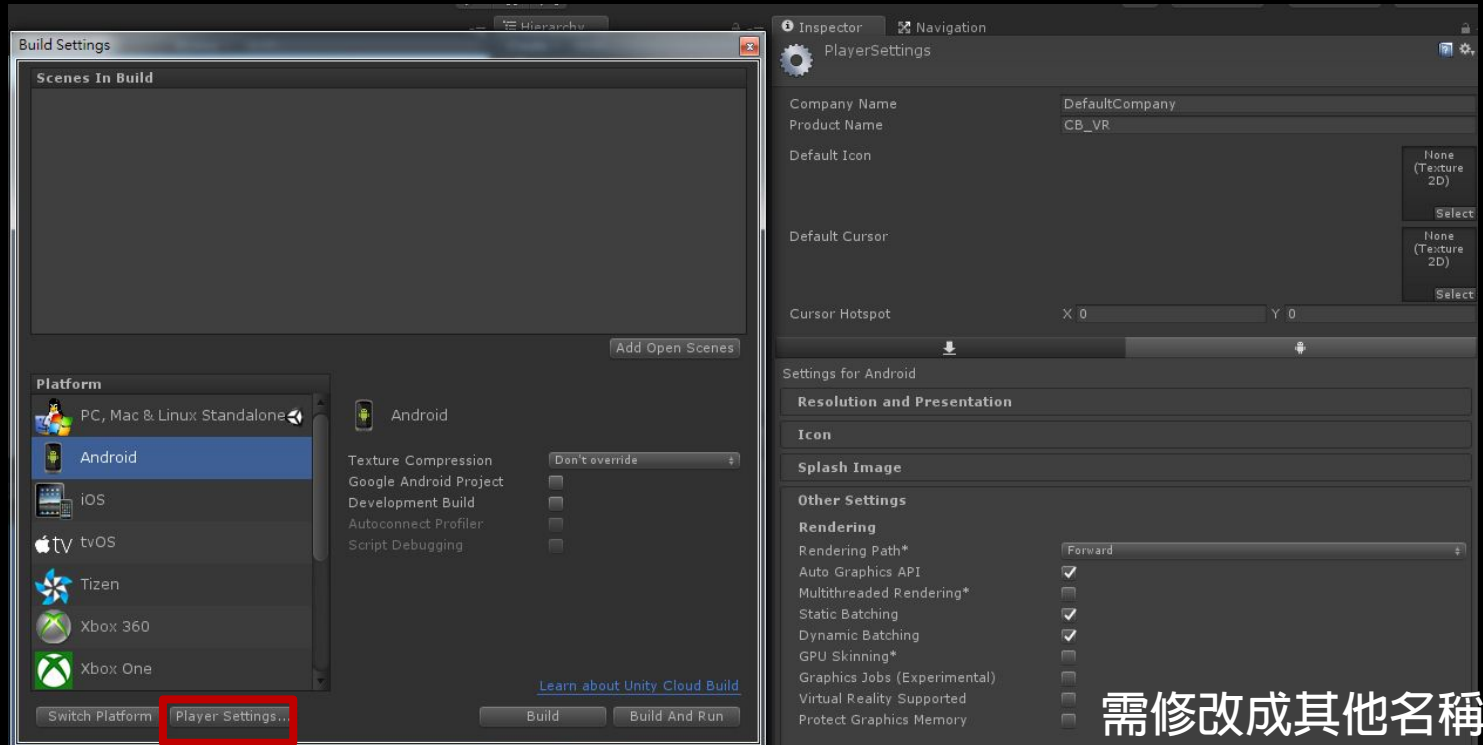 Hierarchy
Build Settings
Scenes In Build
Add Open Scenes
Platform
PC, Mac & Linux Standalone
Android
iOS
tv tvOS
Tizen
Xbox 360
Xbox One
Android
Texture Compression Don't override
Google Android Project
Development Build
Autoconnect Profiler
Script Debugging
Learn about Unity Cloud Build
Switch Platform Player Settings... Build Build And Run
Inspector Navigation
PlayerSettings
Company Name DefaultCompany
Product Name CB_VR
Default Icon
None
(Texture
2D)
Select
Default Cursor
None
(Texture
2D)
Select
Cursor Hotspot X 0 Y 0
Settings for Android
Resolution and Presentation
Icon
Splash Image
Other Settings
Rendering
Rendering Path* Forward
Auto Graphics API
Multithreaded Rendering*
Static Batching
Dynamic Batching
GPU Skinning*
Graphics Jobs (Experimental)
Virtual Reality Supported
Protect Graphics Memory
需修改成其他名稱